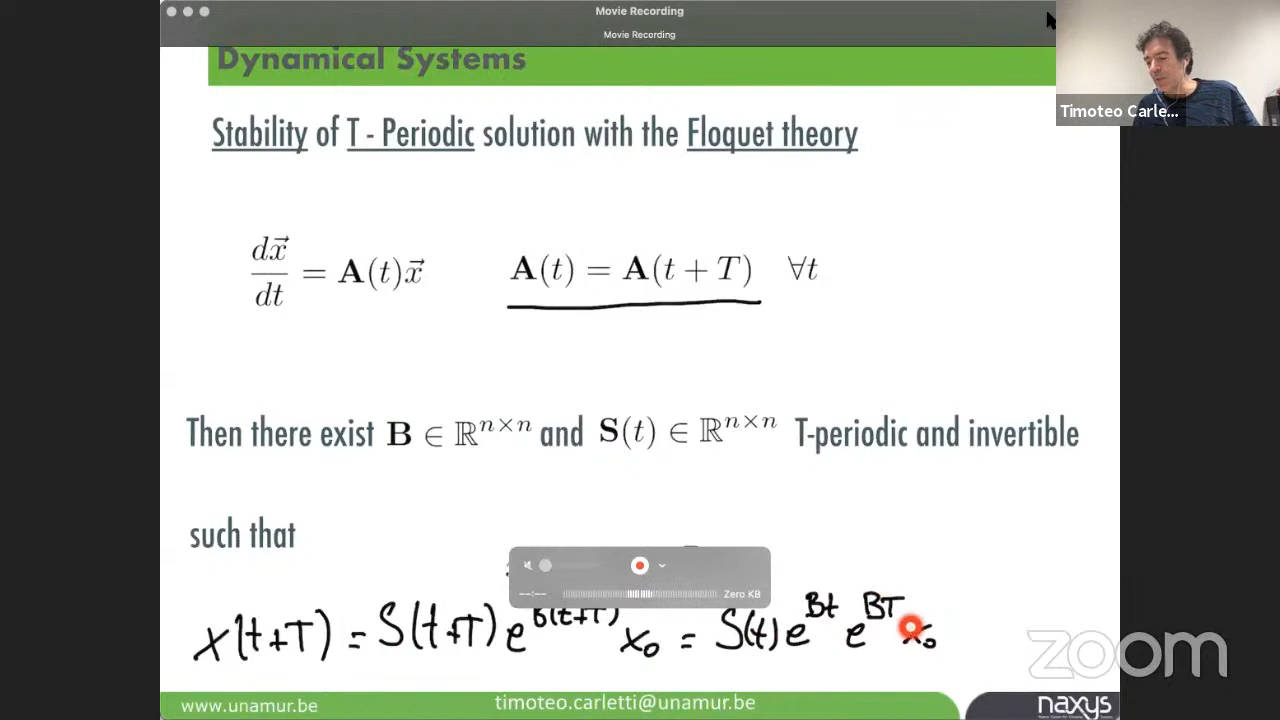 Movie Recording
Movie Recording
Dynamical Systems
Timoteo Carle...
Stability of T - Periodic solution with the Floquet theory
d\vec{x}/dt = A(t)\vec{x} A(t) = A(t + T) ∀t
Then there exist B ∈ ℝ^{n×n} and S(t) ∈ ℝ^{n×n} T-periodic and invertible
such that
--:-- Zero KB
x(t+T) = S(t+T) e^{B(t+T)} x₀ = S(t) e^{Bt} e^{BT} x₀
zoom
www.unamur.be timoteo.carletti@unamur.be naxys